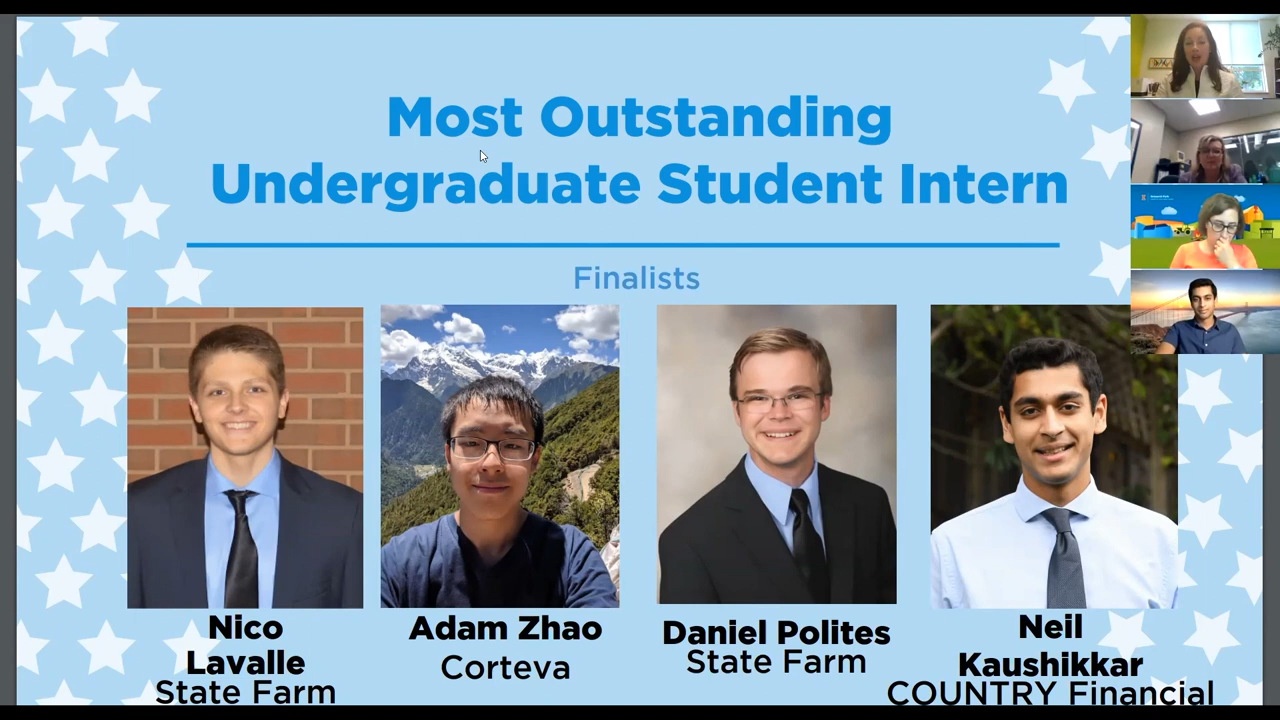 Most Outstanding
Undergraduate Student Intern
Finalists
Nico
Lavalle
State Farm
Adam Zhao
Corteva
Daniel Polites
State Farm
Neil
Kaushikkar
COUNTRY Financial